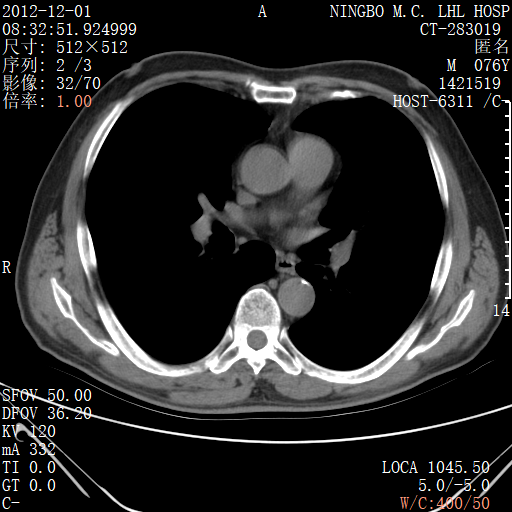 2012-12-01
08:32:51.924999
尺寸: 512×512
序列: 2 /3
影像: 32/70
倍率: 1.00
A
NINGBO M.C. LHL HOSP
CT-283019
匿名
M 076Y
1421519
HOST-6311 /C-
R
14
SFOV 50.00
DFOV 36.20
KV 120
mA 332
TI 0.0
GT 0.0
C-
LOCA 1045.50
5.0/-5.0
W/C:400/50